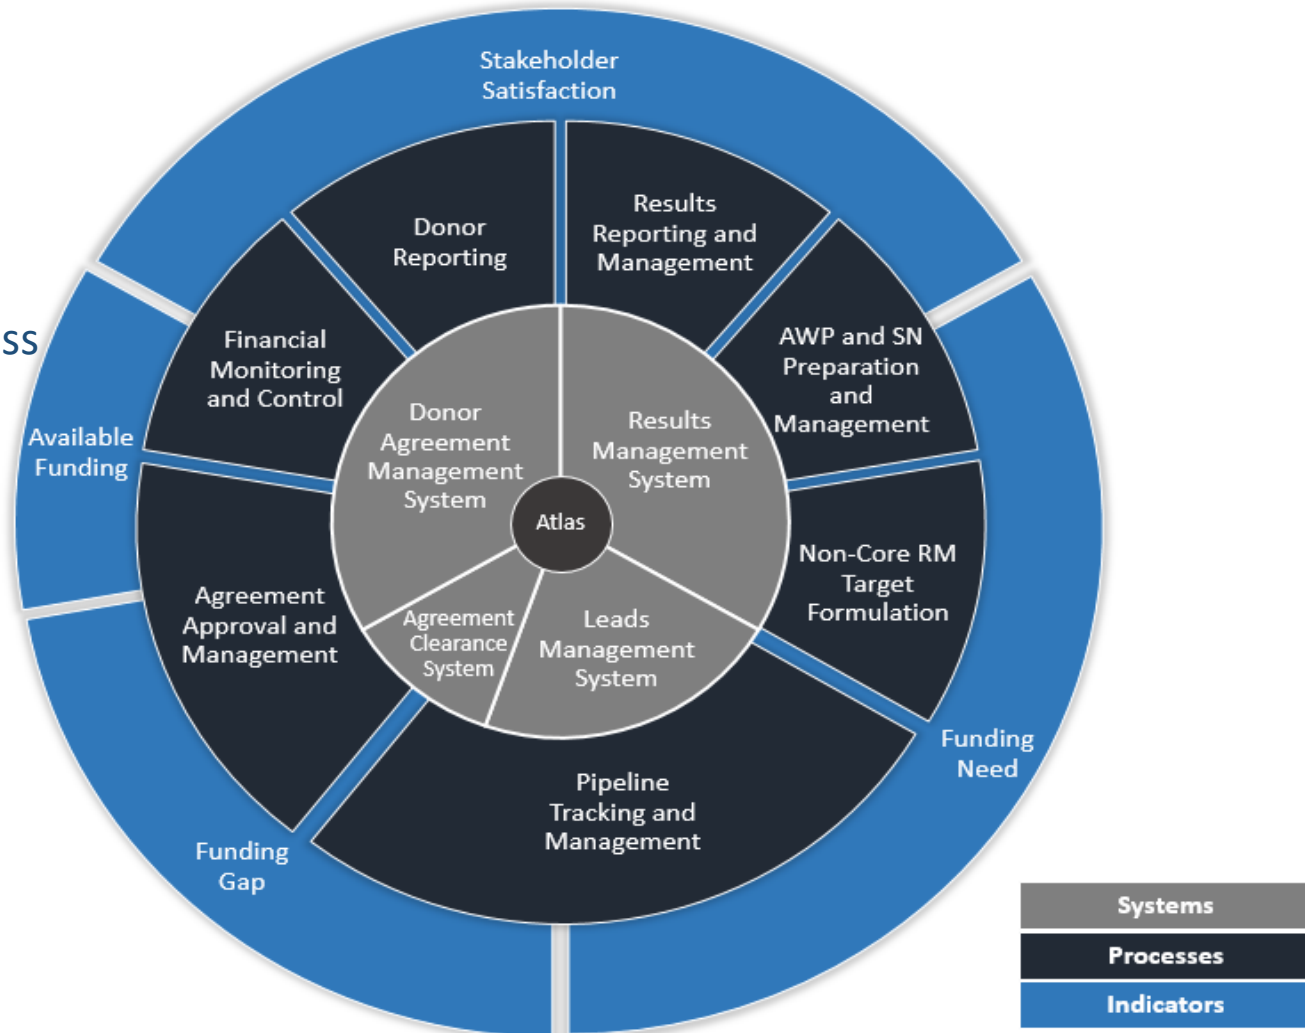 Stakeholder
Satisfaction
Donor
Reporting
Results
Reporting and
Management
ss
Financial
Monitoring
and Control
AWP and SN
Preparation
and
Management
Available
Funding
Donor
Agreement
Management
System
Results
Management
System
Atlas
Non-Core RM
Target
Formulation
Agreement
Approval and
Management
Agreement
Clearance
System
Leads
Management
System
Funding
Need
Pipeline
Tracking and
Management
Funding
Gap
Systems
Processes
Indicators